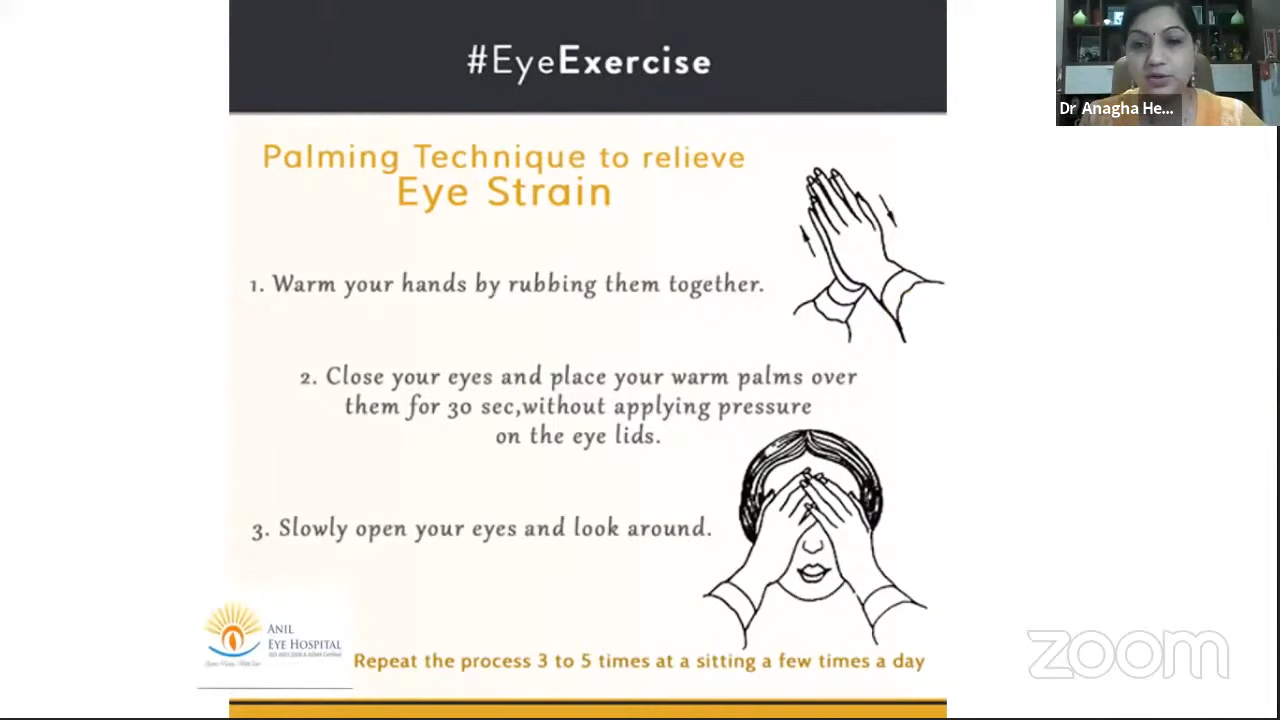 #EyeExercise
Dr Anagha He...
Palming Technique to relieve
Eye Strain
1. Warm your hands by rubbing them together.
2. Close your eyes and place your warm palms over
them for 30 sec,without applying pressure
on the eye lids.
3. Slowly open your eyes and look around.
ANIL
EYE HOSPITAL
Repeat the process 3 to 5 times at a sitting a few times a day
zoom